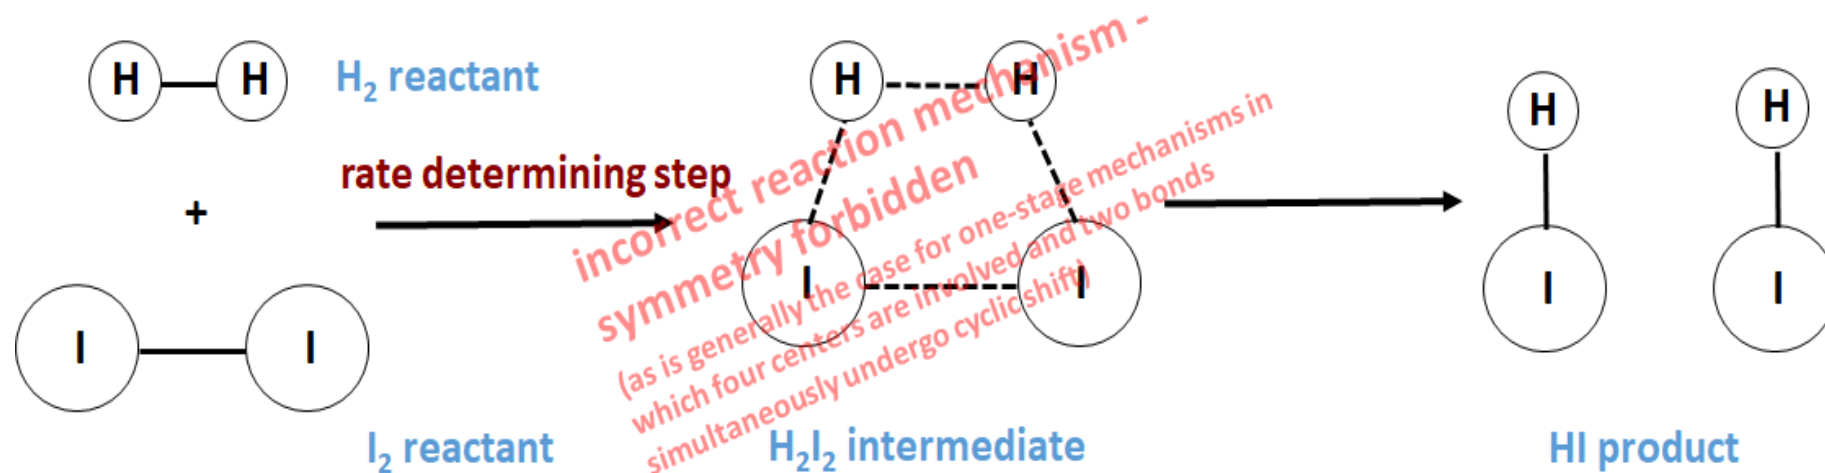 H H H₂ reactant
+
I I
I₂ reactant
rate determining step
H H
I I
H₂I₂ intermediate
incorrect reaction mechanism -
symmetry forbidden
(as is generally the case for one-stage mechanisms in
which four centers are involved and two bonds
simultaneously undergo cyclic shift)
H H
I I
HI product